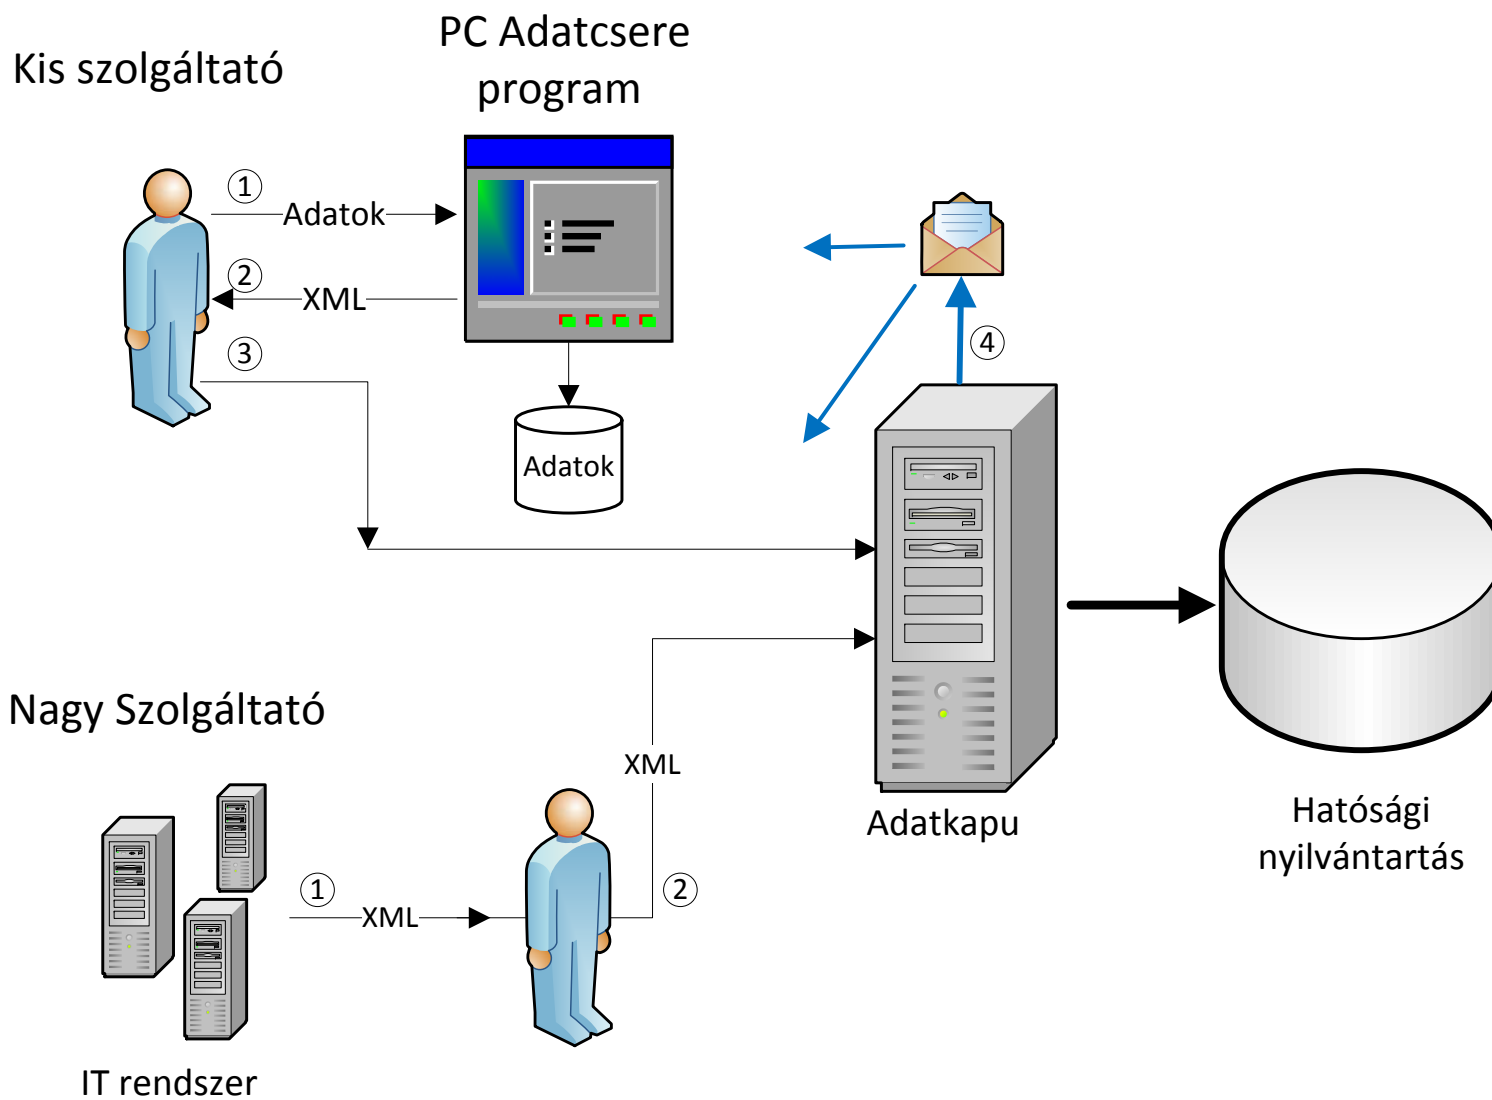 PC Adatcsere
program
Kis szolgáltató
1
Adatok
2
XML
3
4
Adatok
Nagy Szolgáltató
XML
Adatkapu
Hatósági
nyilvántartás
1
XML
2
IT rendszer